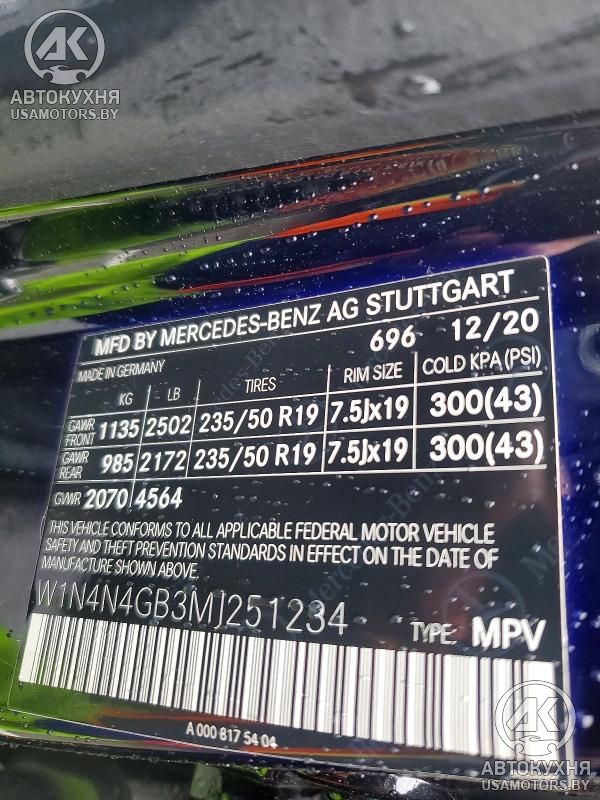 АК
АВТОКУХНЯ
USAMOTORS.BY
MFD BY MERCEDES-BENZ AG STUTTGART
MADE IN GERMANY 696 12/20
KG LB TIRES RIM SIZE COLD KPA (PSI)
GAWR FRONT 1135 2502 235/50 R19 7.5Jx19 300(43)
GAWR REAR 985 2172 235/50 R19 7.5Jx19 300(43)
GVWR 2070 4564
THIS VEHICLE CONFORMS TO ALL APPLICABLE FEDERAL MOTOR VEHICLE
SAFETY AND THEFT PREVENTION STANDARDS IN EFFECT ON THE DATE OF
MANUFACTURE SHOWN ABOVE.
W1N4N4GB3MJ251234 TYPE: MPV
A 000 817 54 04
АК
АВТОКУХНЯ
USAMOTORS.BY